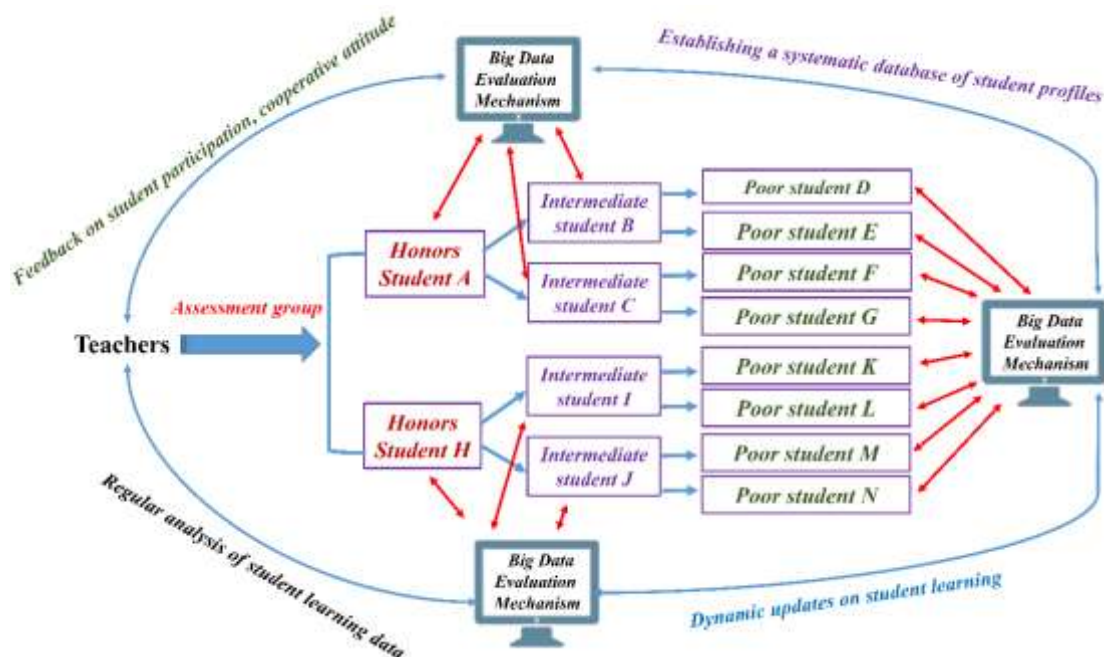 Feedback on student participation, cooperative attitude
Big Data
Evaluation
Mechanism
Establishing a systematic database of student profiles
Teachers
Assessment group
Honors
Student A
Intermediate
student B
Intermediate
student C
Poor student D
Poor student E
Poor student F
Poor student G
Big Data
Evaluation
Mechanism
Honors
Student H
Intermediate
student I
Intermediate
student J
Poor student K
Poor student L
Poor student M
Poor student N
Regular analysis of student learning data
Big Data
Evaluation
Mechanism
Dynamic updates on student learning